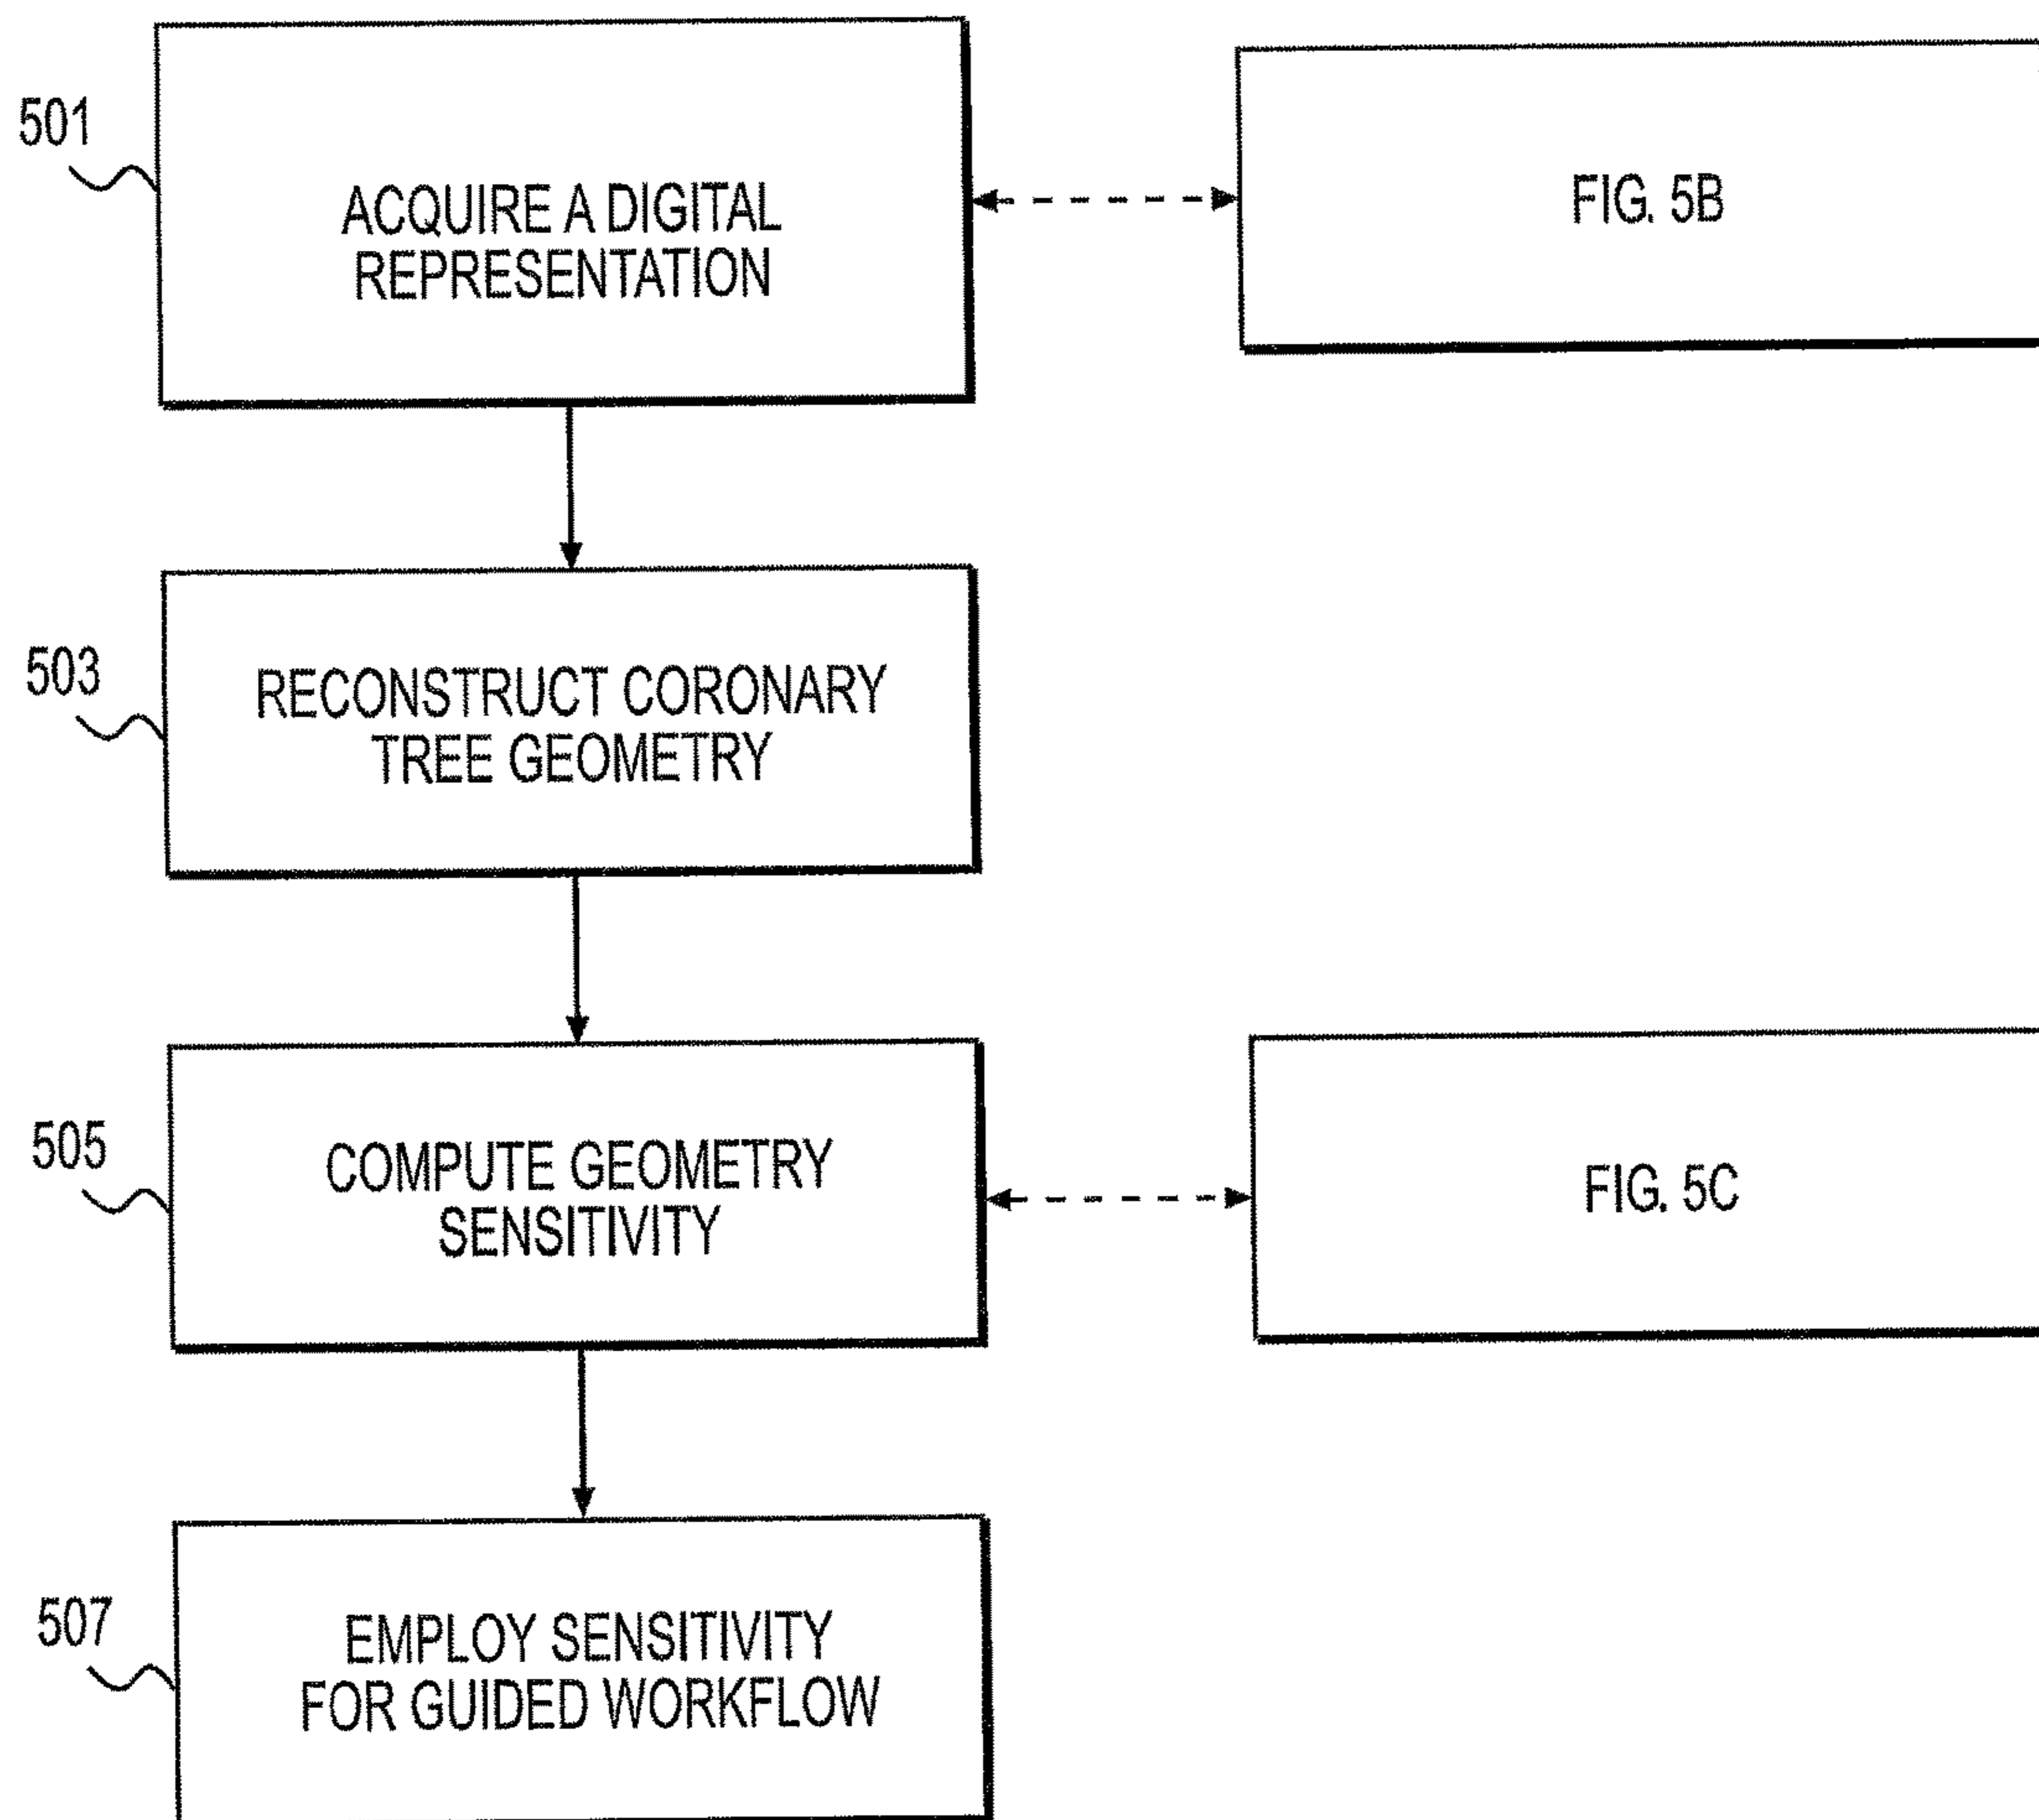 501
ACQUIRE A DIGITAL
REPRESENTATION
FIG. 5B
503
RECONSTRUCT CORONARY
TREE GEOMETRY
505
COMPUTE GEOMETRY
SENSITIVITY
FIG. 5C
507
EMPLOY SENSITIVITY
FOR GUIDED WORKFLOW